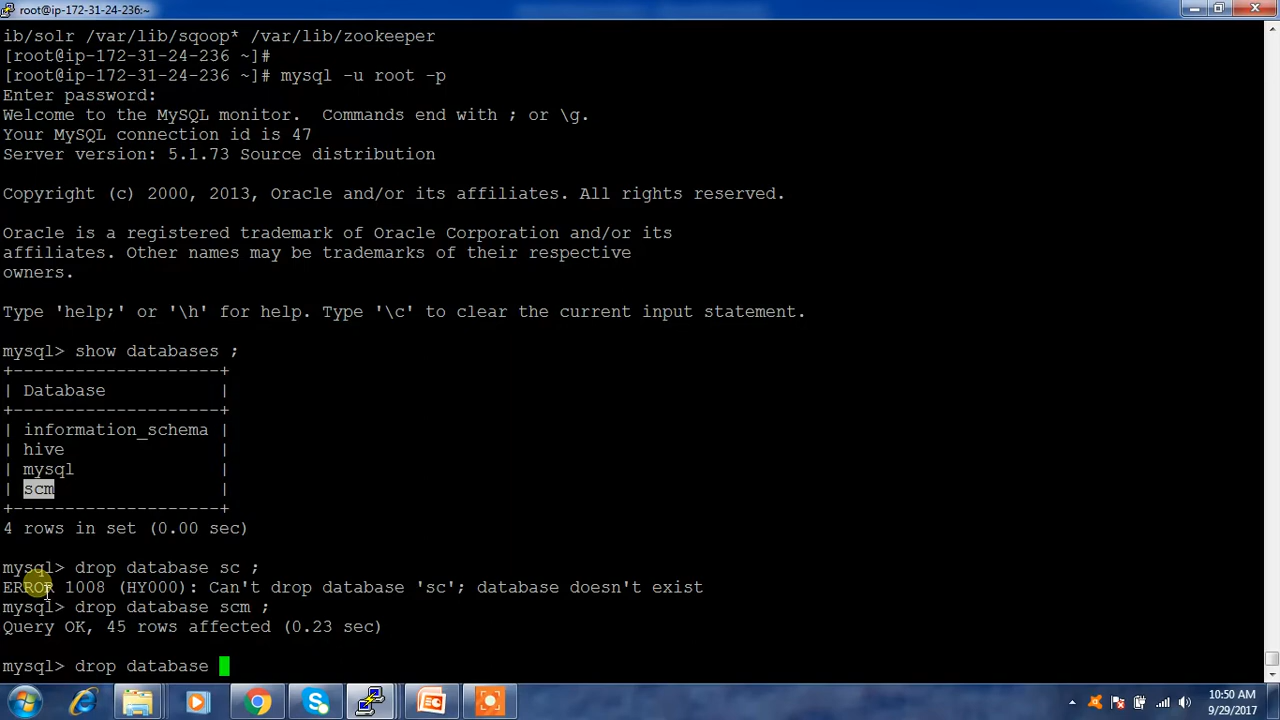 root@ip-172-31-24-236:~
ib/solr /var/lib/sqoop* /var/lib/zookeeper
[root@ip-172-31-24-236 ~]#
[root@ip-172-31-24-236 ~]# mysql -u root -p
Enter password:
Welcome to the MySQL monitor.  Commands end with ; or \g.
Your MySQL connection id is 47
Server version: 5.1.73 Source distribution
Copyright (c) 2000, 2013, Oracle and/or its affiliates. All rights reserved.
Oracle is a registered trademark of Oracle Corporation and/or its
affiliates. Other names may be trademarks of their respective
owners.
Type 'help;' or '\h' for help. Type '\c' to clear the current input statement.
mysql> show databases ;
+--------------------+
| Database           |
+--------------------+
| information_schema |
| hive               |
| mysql              |
| scm                |
+--------------------+
4 rows in set (0.00 sec)
mysql> drop database sc ;
ERROR 1008 (HY000): Can't drop database 'sc'; database doesn't exist
mysql> drop database scm ;
Query OK, 45 rows affected (0.23 sec)
mysql> drop database
10:50 AM
9/29/2017